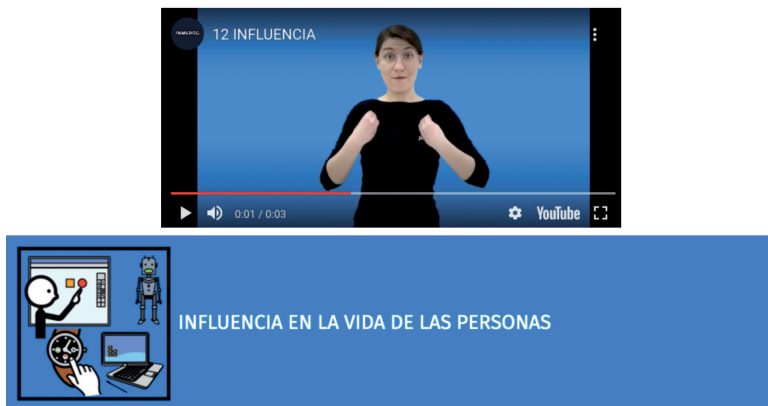 12 INFLUENCIA
0:01 / 0:03
YouTube
INFLUENCIA EN LA VIDA DE LAS PERSONAS